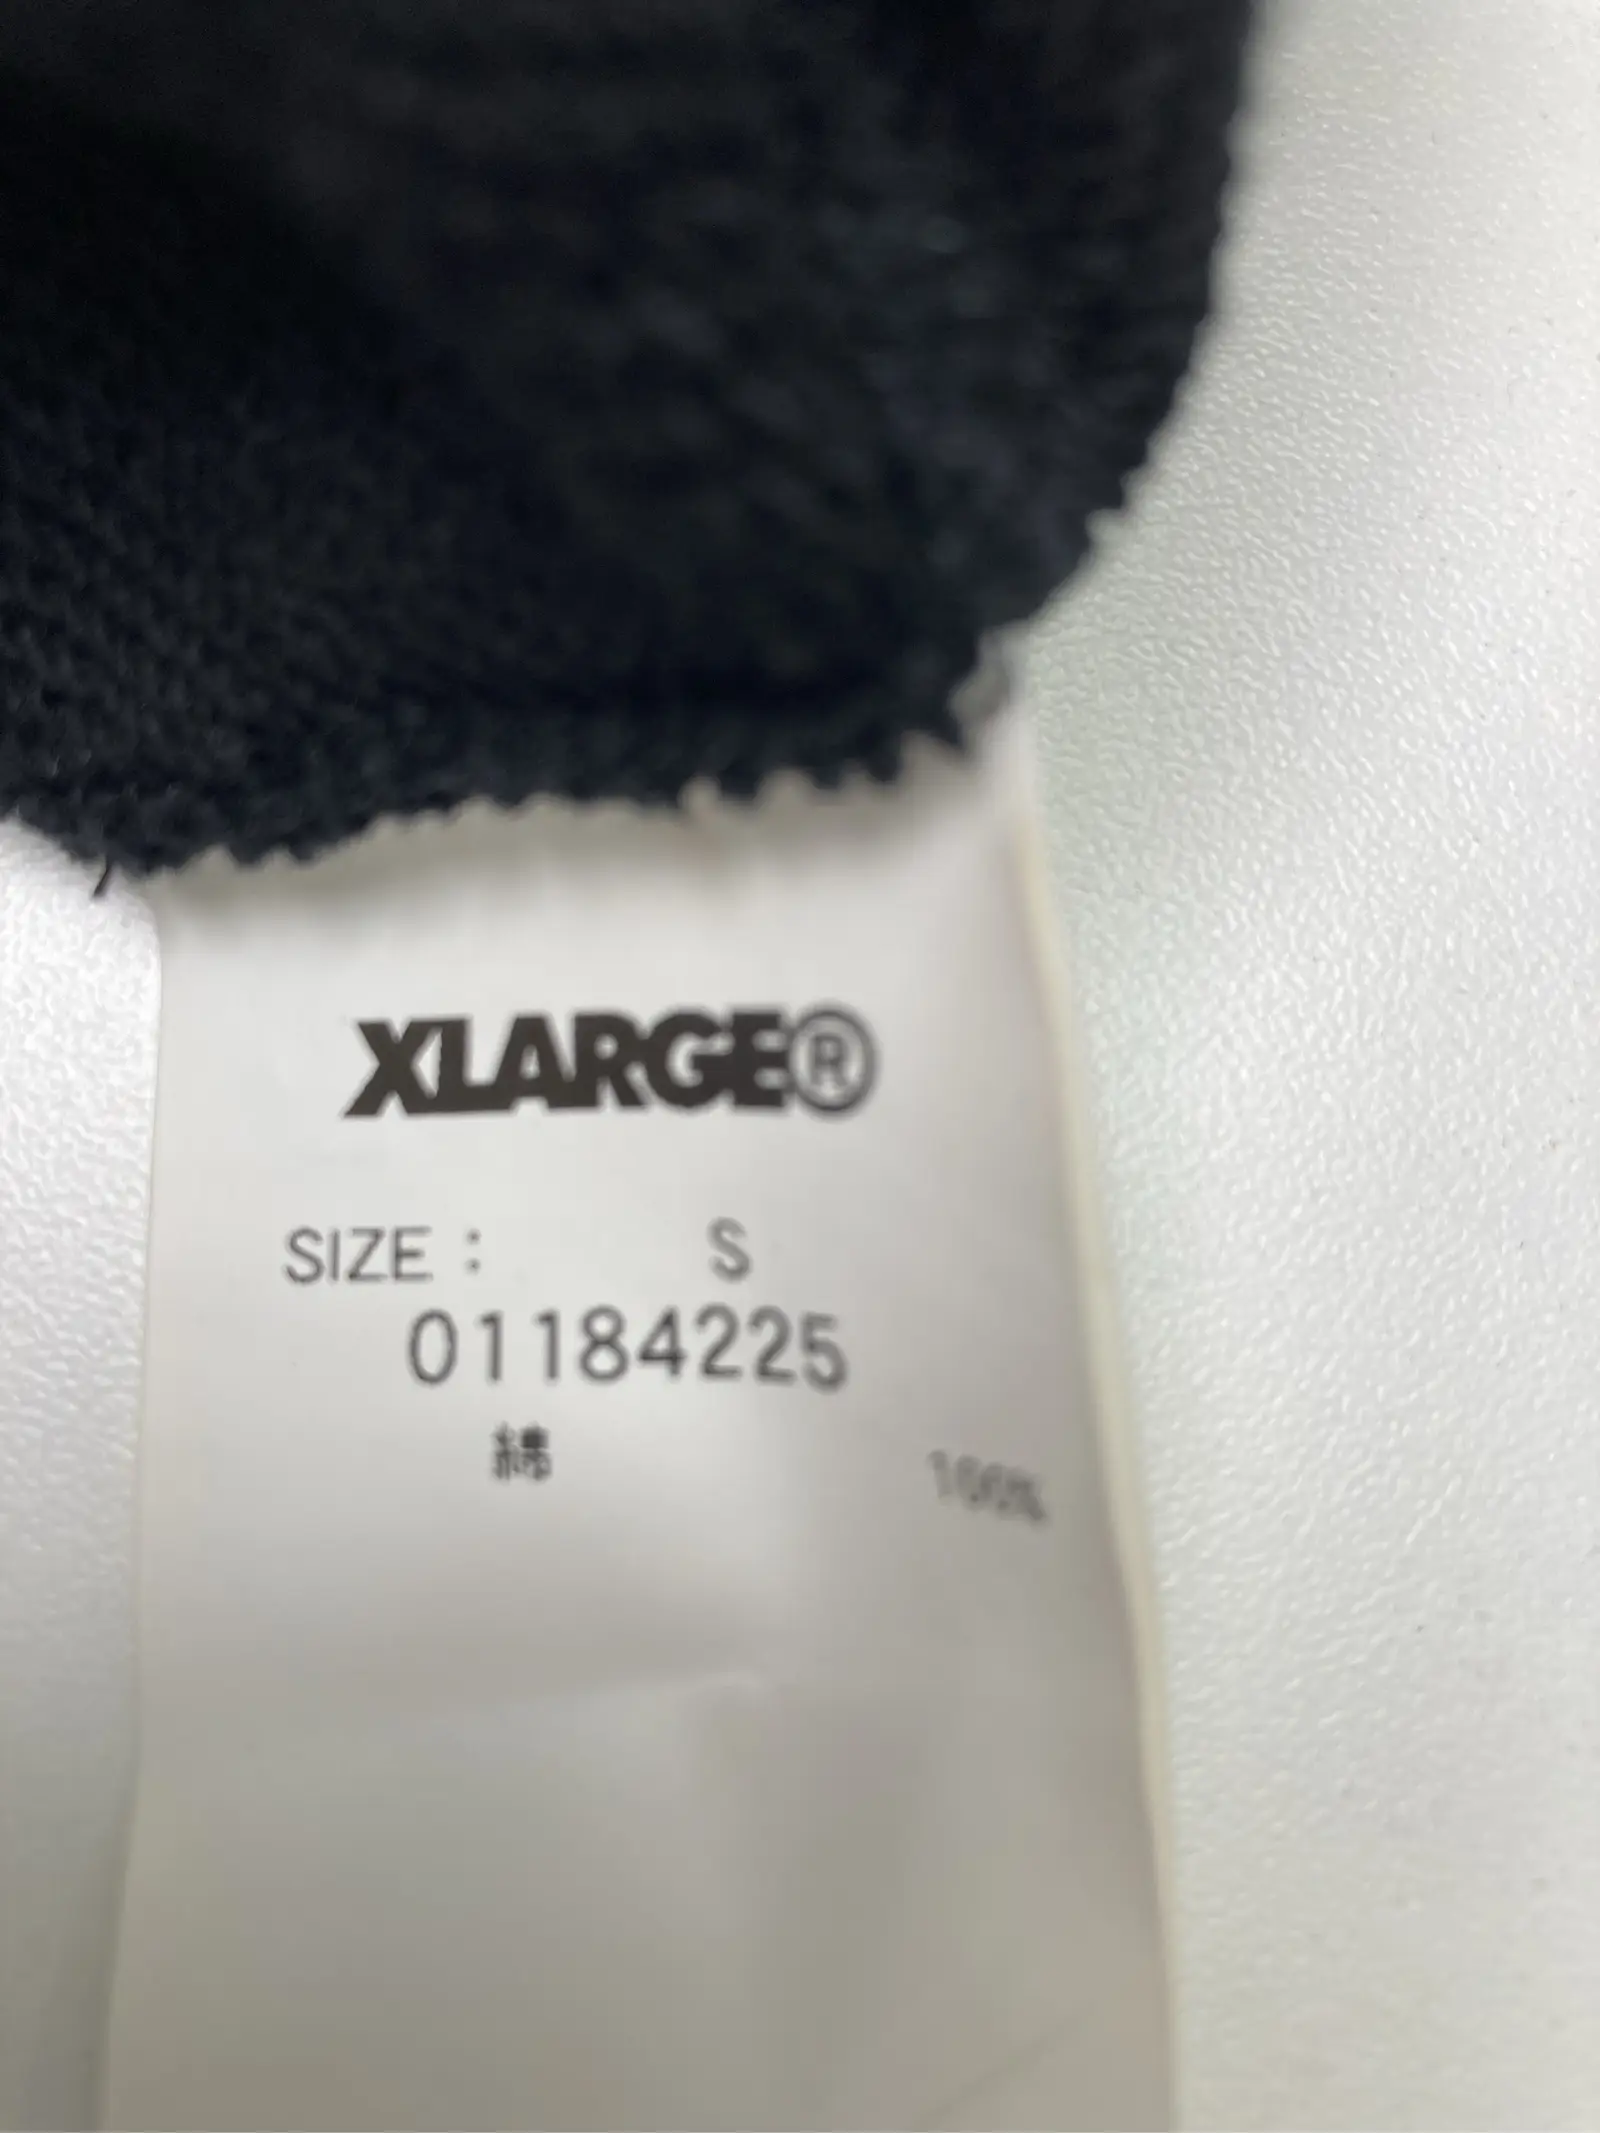 XLARGE®
SIZE : S
01184225
綿 100%